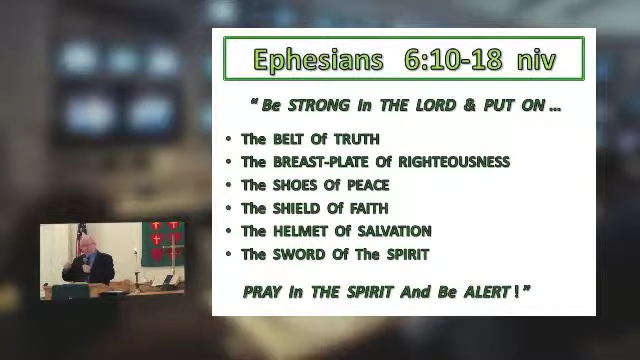 Ephesians 6:10-18 niv
“ Be STRONG In THE LORD & PUT ON ...
• The BELT Of TRUTH
• The BREAST-PLATE Of RIGHTEOUSNESS
• The SHOES Of PEACE
• The SHIELD Of FAITH
• The HELMET Of SALVATION
• The SWORD Of The SPIRIT
PRAY In THE SPIRIT And Be ALERT ! ”